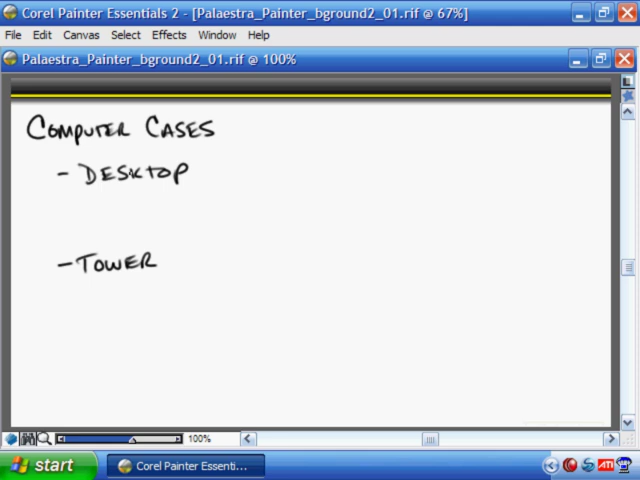 Corel Painter Essentials 2 - [Palaestra_Painter_bground2_01.rif @ 67%]
File Edit Canvas Select Effects Window Help
Palaestra_Painter_bground2_01.rif @ 100%
COMPUTER CASES
- DESKTOP
- TOWER
100%
start Corel Painter Essenti... ATI